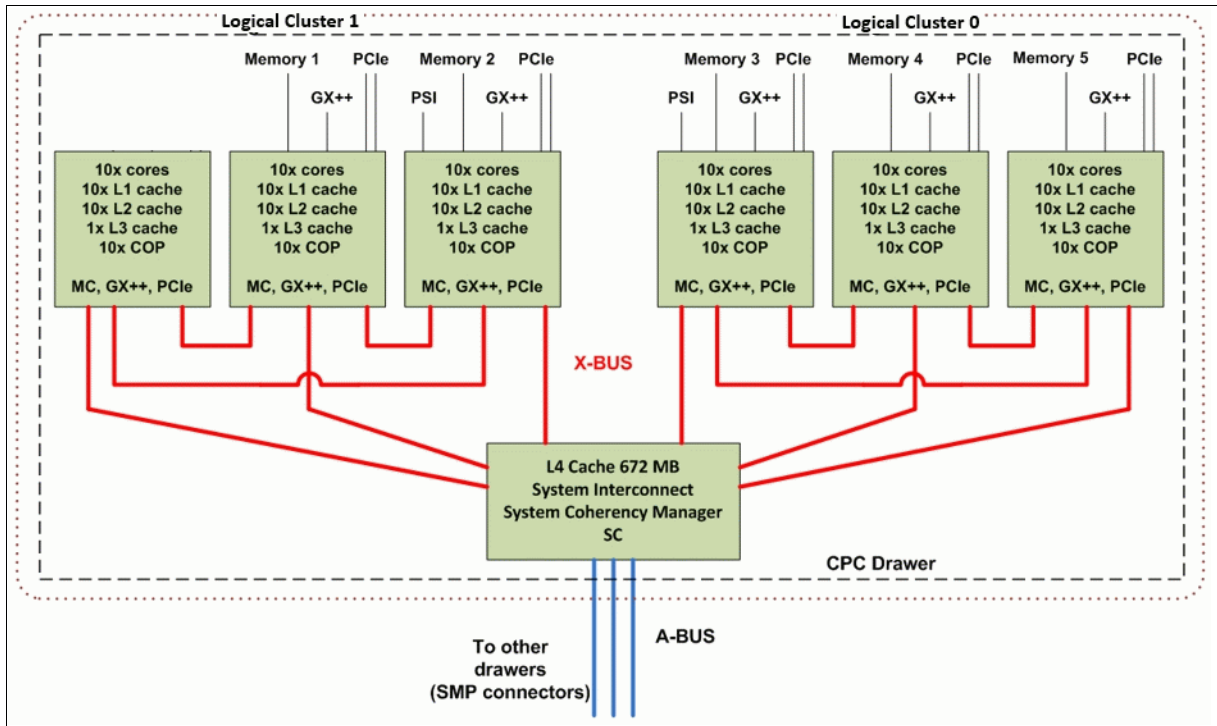 Logical Cluster 1
Logical Cluster 0
Memory 1
PCIe
Memory 2
PCIe
Memory 3
PCIe
Memory 4
PCIe
Memory 5
PCIe
GX++
PSI
GX++
PSI
GX++
GX++
GX++
10x cores
10x L1 cache
10x L2 cache
1x L3 cache
10x COP
MC, GX++, PCIe
10x cores
10x L1 cache
10x L2 cache
1x L3 cache
10x COP
MC, GX++, PCIe
10x cores
10x L1 cache
10x L2 cache
1x L3 cache
10x COP
MC, GX++, PCIe
10x cores
10x L1 cache
10x L2 cache
1x L3 cache
10x COP
MC, GX++, PCIe
10x cores
10x L1 cache
10x L2 cache
1x L3 cache
10x COP
MC, GX++, PCIe
10x cores
10x L1 cache
10x L2 cache
1x L3 cache
10x COP
MC, GX++, PCIe
X-BUS
L4 Cache 672 MB
System Interconnect
System Coherency Manager
SC
CPC Drawer
A-BUS
To other
drawers
(SMP connectors)